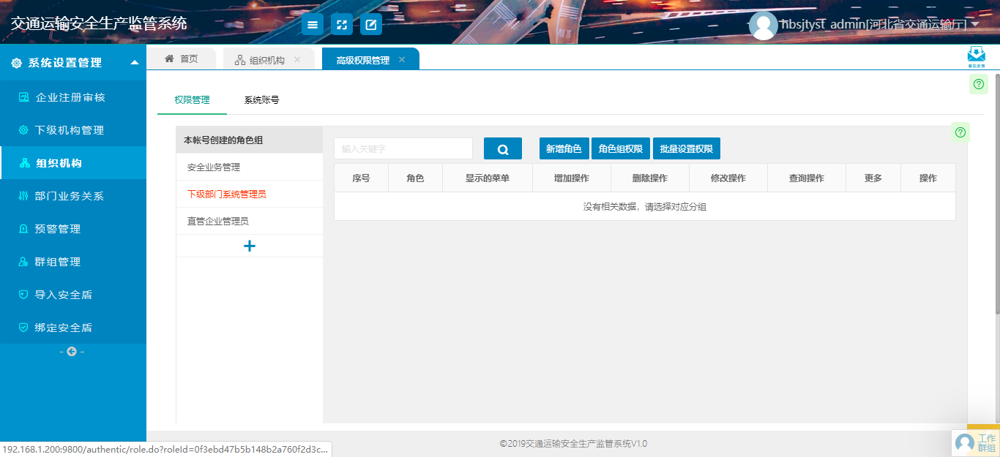 交通运输安全生产监管系统
hbsjtyst_admin[河北省交通运输厅]
系统设置管理
首页
组织机构
高级权限管理
意见反馈
企业注册审核
下级机构管理
组织机构
部门业务关系
预警管理
群组管理
导入安全盾
绑定安全盾
权限管理
系统账号
本帐号创建的角色组
安全业务管理
下级部门系统管理员
直管企业管理员
输入关键字
新增角色
角色组权限
批量设置权限
序号 角色 显示的菜单 增加操作 删除操作 修改操作 查询操作 更多 操作
没有相关数据，请选择对应分组
©2019交通运输安全生产监管系统V1.0
工作
群组
192.168.1.200:9800/authentic/role.do?roleId=0f3ebd47b5b148b2a760f2d3c...